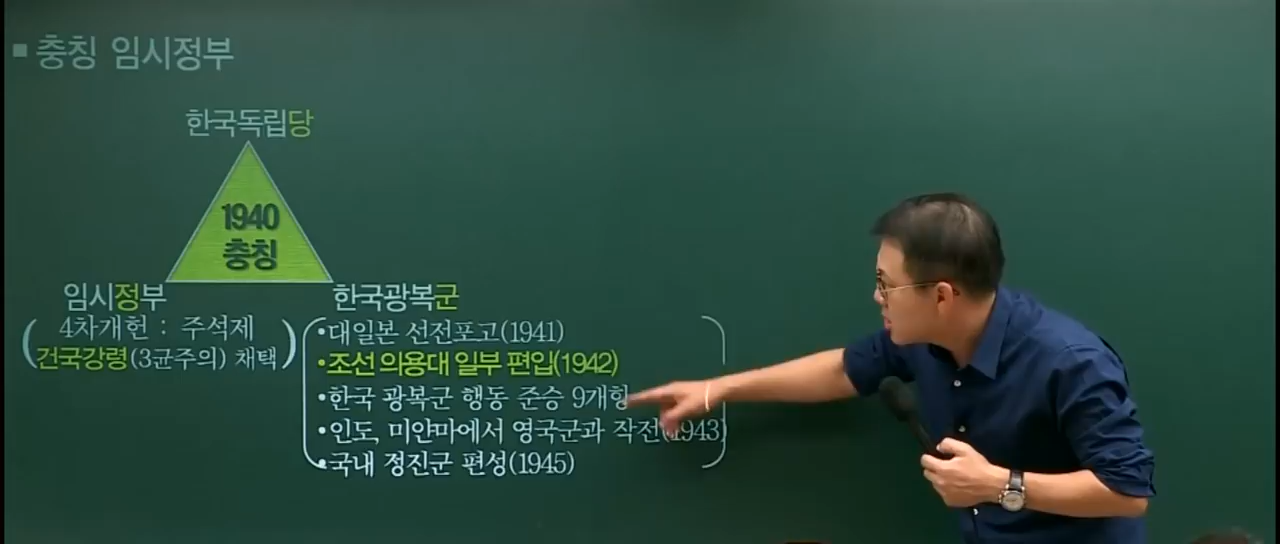 ▪ 충칭 임시정부
한국독립당
1940
충칭
임시정부
(4차개헌 : 주석제
건국강령(3균주의) 채택)
한국광복군
•대일본 선전포고(1941)
•조선 의용대 일부 편입(1942)
•한국 광복군 행동 준승 9개항
•인도, 미얀마에서 영국군과 작전(1943)
•국내 정진군 편성(1945)